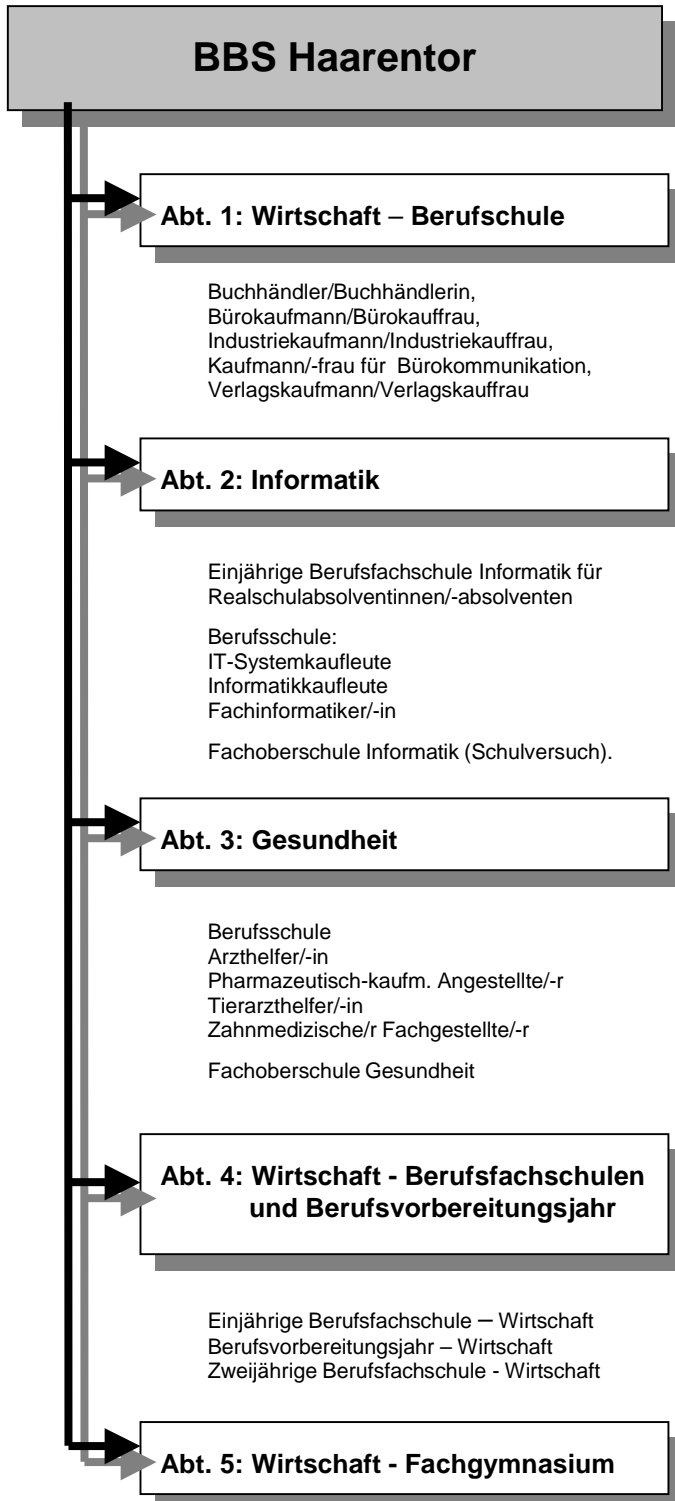 BBS Haarentor
Abt. 1: Wirtschaft – Berufschule
Buchhändler/Buchhändlerin,
Bürokaufmann/Bürokauffrau,
Industriekaufmann/Industriekauffrau,
Kaufmann/-frau für Bürokommunikation,
Verlagskaufmann/Verlagskauffrau
Abt. 2: Informatik
Einjährige Berufsfachschule Informatik für
Realschulabsolventinnen/-absolventen
Berufsschule:
IT-Systemkaufleute
Informatikkaufleute
Fachinformatiker/-in
Fachoberschule Informatik (Schulversuch).
Abt. 3: Gesundheit
Berufsschule
Arzthelfer/-in
Pharmazeutisch-kaufm. Angestellte/-r
Tierarzthelfer/-in
Zahnmedizische/r Fachgestellte/-r
Fachoberschule Gesundheit
Abt. 4: Wirtschaft - Berufsfachschulen
und Berufsvorbereitungsjahr
Einjährige Berufsfachschule – Wirtschaft
Berufsvorbereitungsjahr – Wirtschaft
Zweijährige Berufsfachschule - Wirtschaft
Abt. 5: Wirtschaft - Fachgymnasium